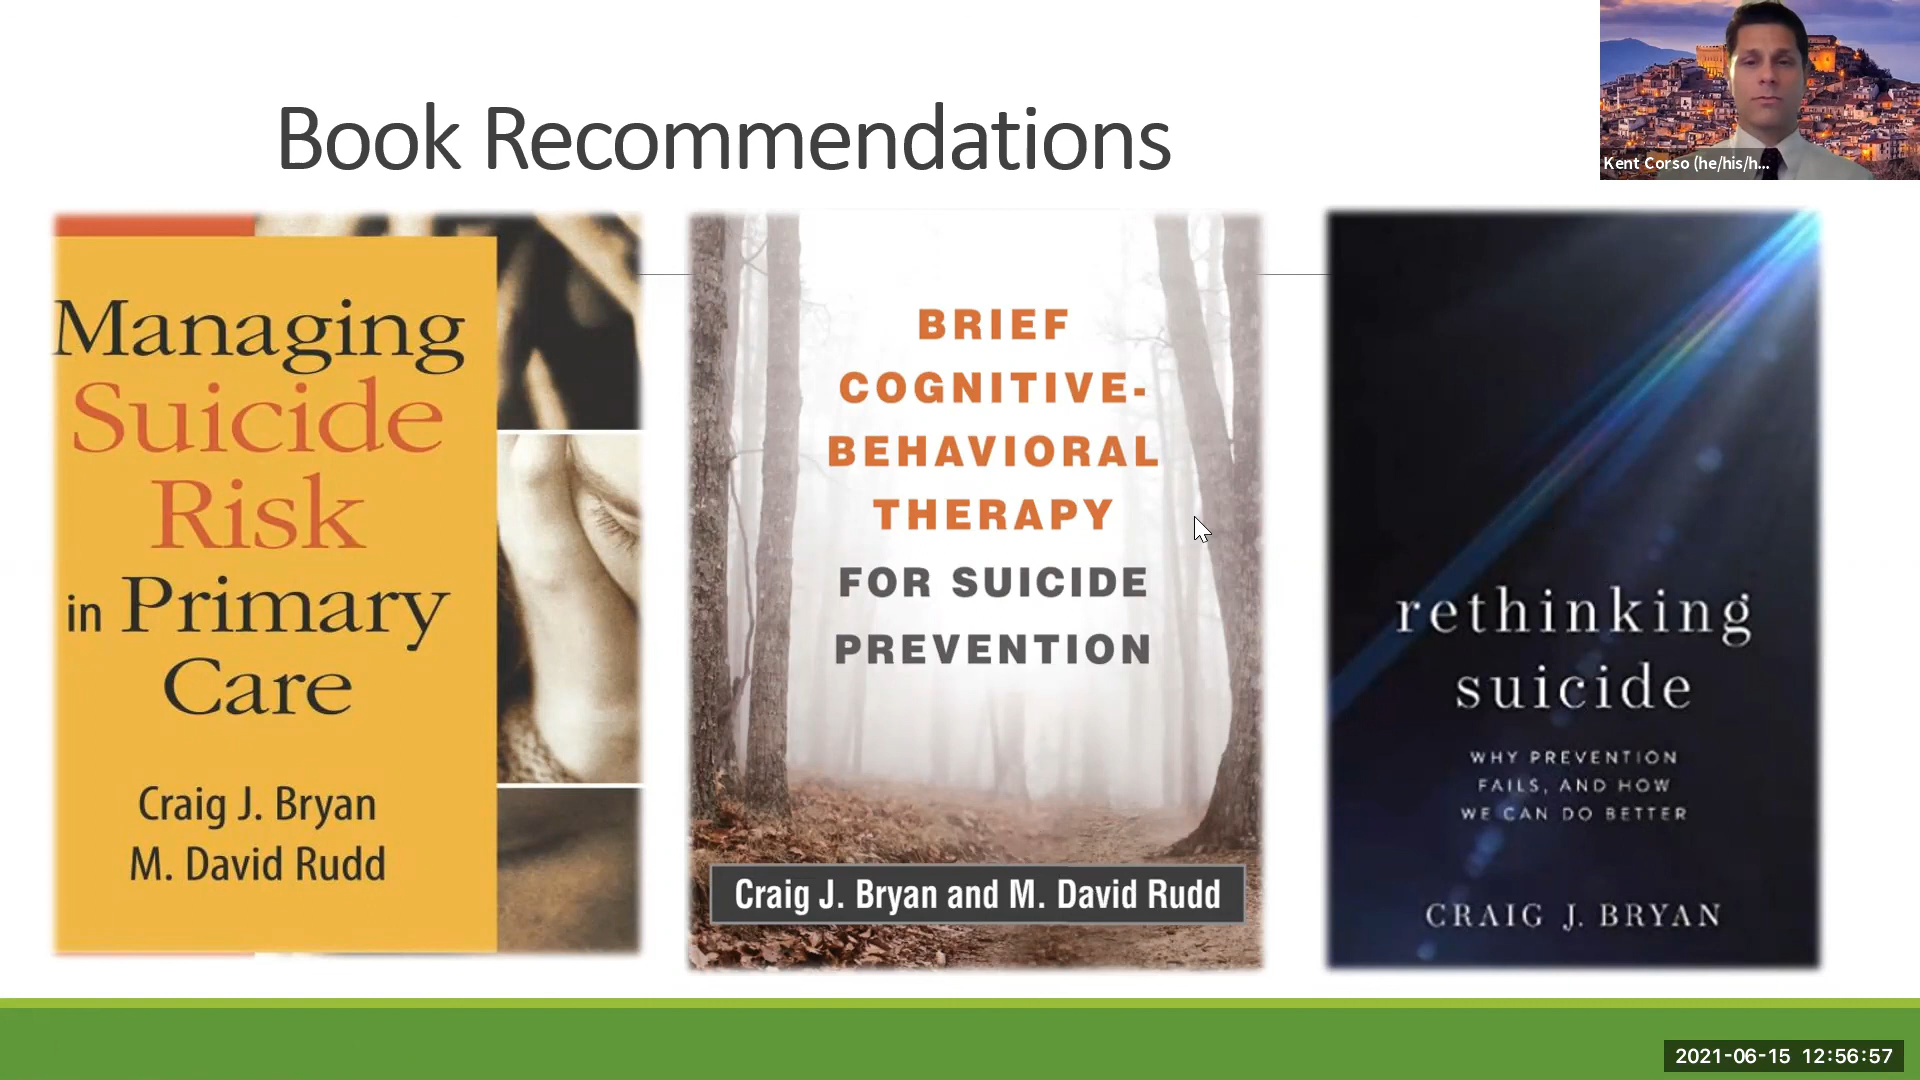 Book Recommendations
Kent Corso (he/his/h...
Managing
Suicide
Risk
in Primary
Care
Craig J. Bryan
M. David Rudd
BRIEF
COGNITIVE-
BEHAVIORAL
THERAPY
FOR SUICIDE
PREVENTION
Craig J. Bryan and M. David Rudd
rethinking
suicide
WHY PREVENTION
FAILS, AND HOW
WE CAN DO BETTER
CRAIG J. BRYAN
2021-06-15 12:56:57